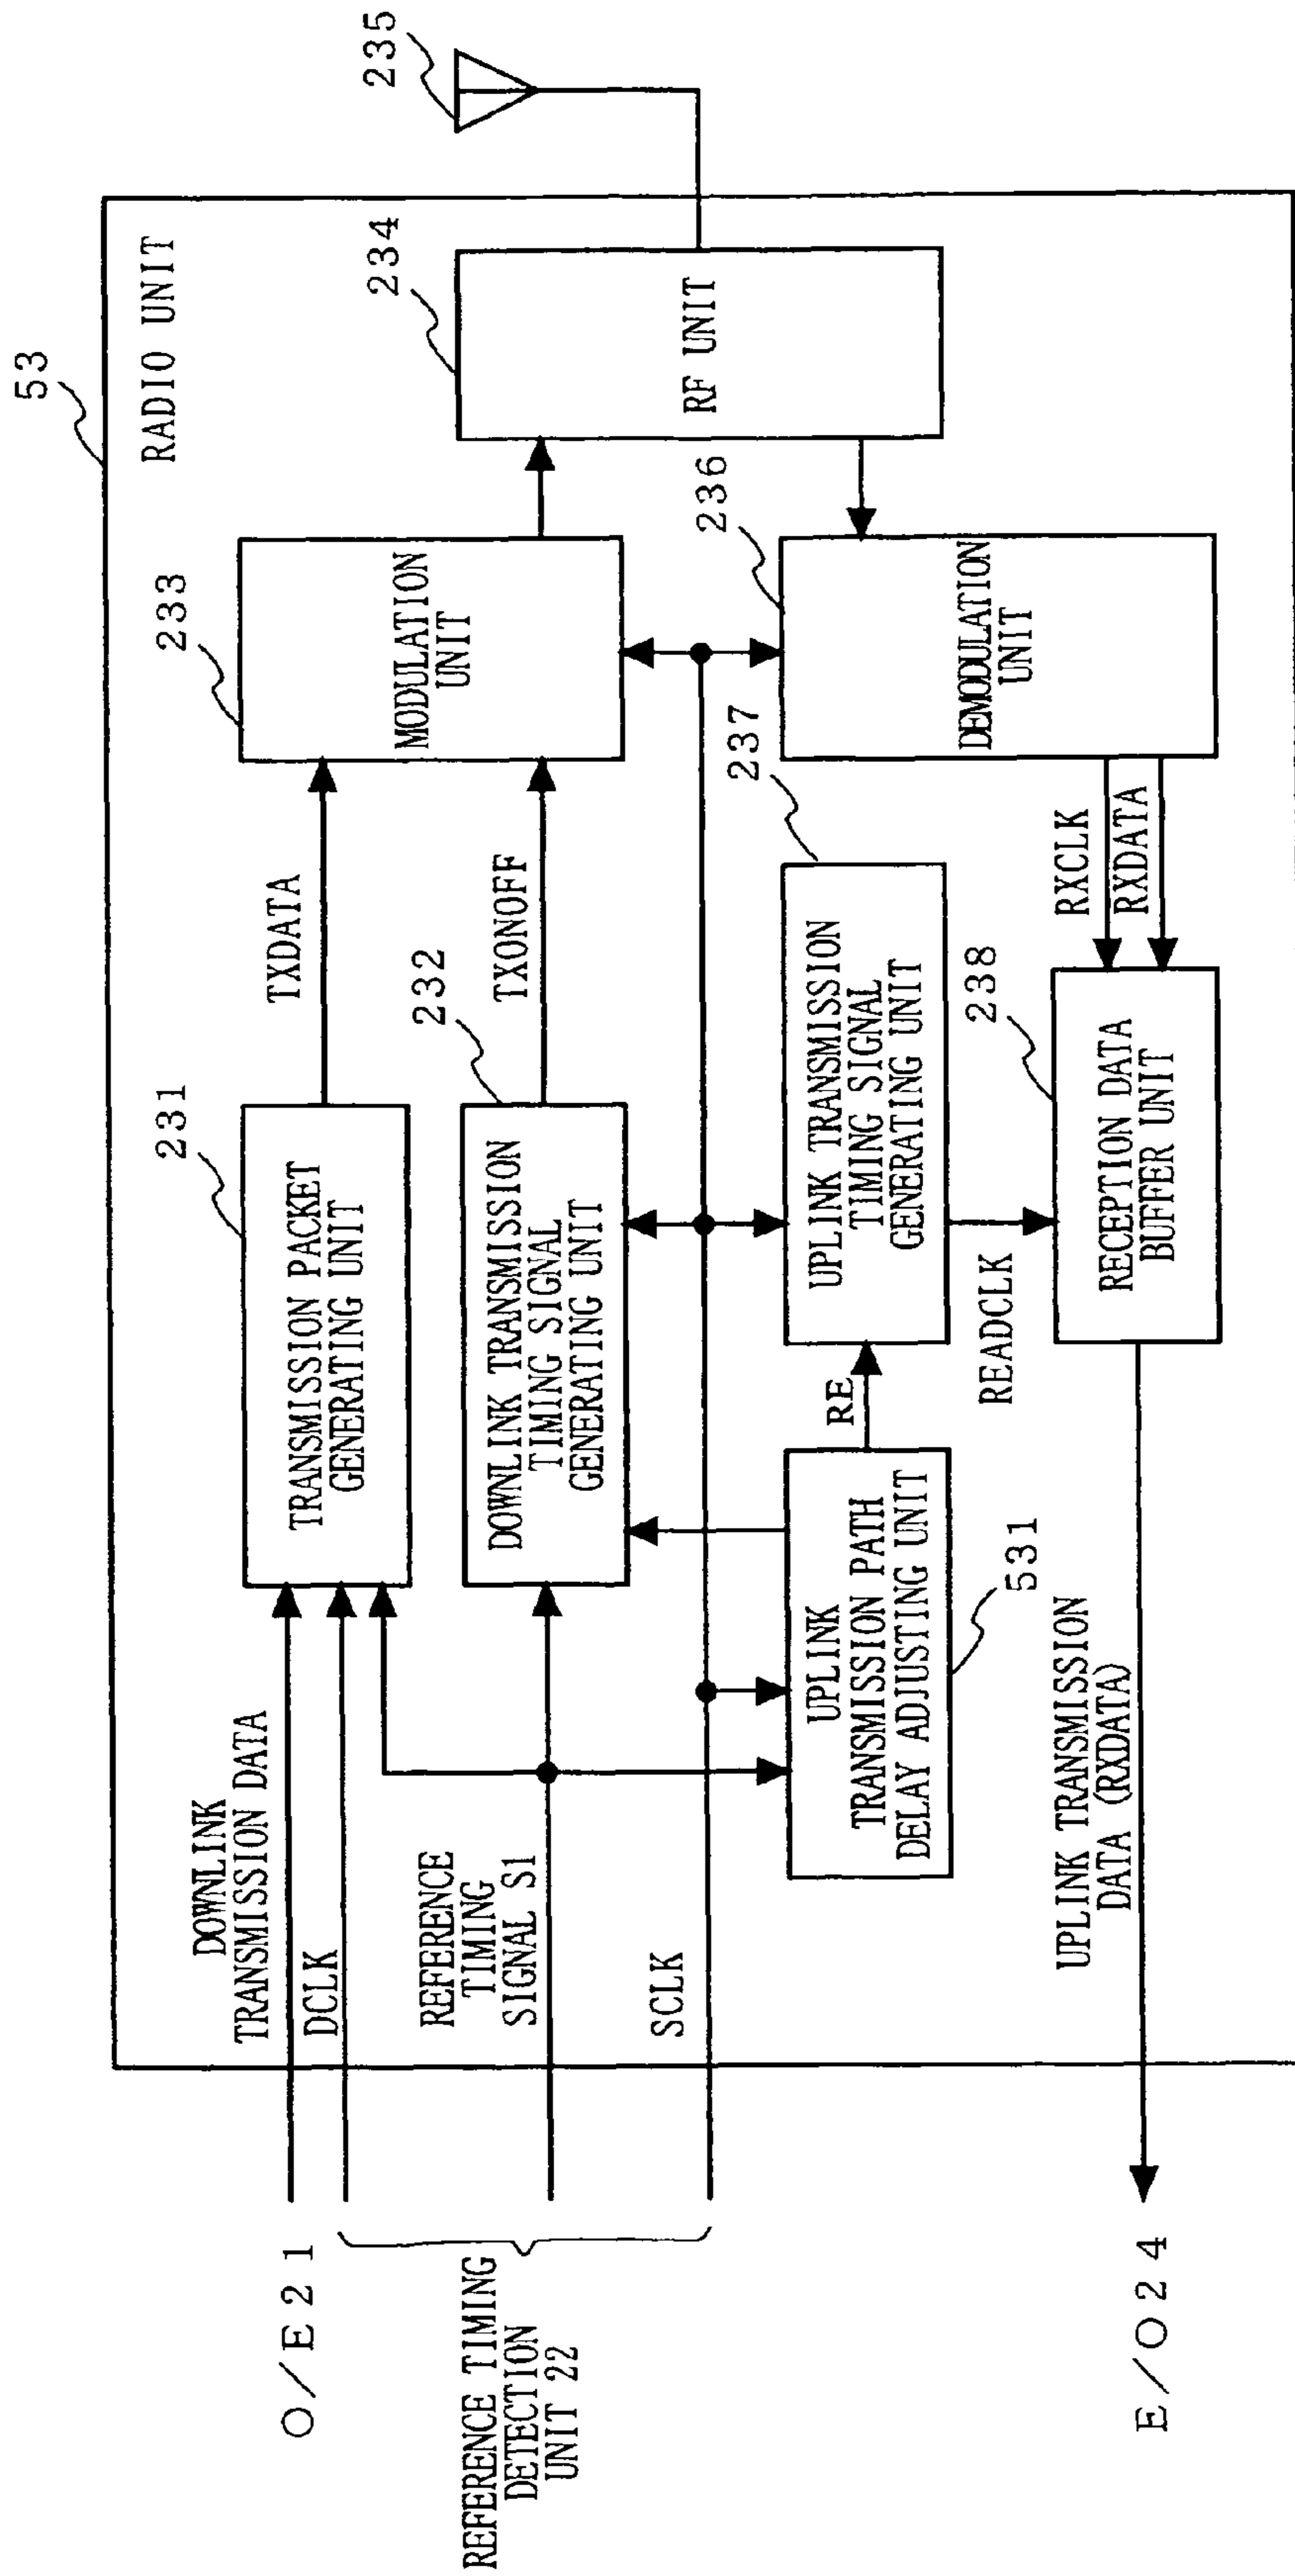 53
RADIO UNIT
235
234
RF UNIT
233
MODULATION
UNIT
236
DEMODULATION
UNIT
231
TRANSMISSION PACKET
GENERATING UNIT
TXDATA
232
DOWNLINK TRANSMISSION
TIMING SIGNAL
GENERATING UNIT
TXONOFF
237
UPLINK TRANSMISSION
TIMING SIGNAL
GENERATING UNIT
RXCLK
RXDATA
238
RECEPTION DATA
BUFFER UNIT
READCLK
RE
UPLINK
TRANSMISSION PATH
DELAY ADJUSTING UNIT
531
DOWNLINK
TRANSMISSION DATA
DCLK
REFERENCE
TIMING
SIGNAL S1
SCLK
UPLINK TRANSMISSION
DATA (RXDATA)
O/E21
REFERENCE TIMING
DETECTION
UNIT 22
E/O24